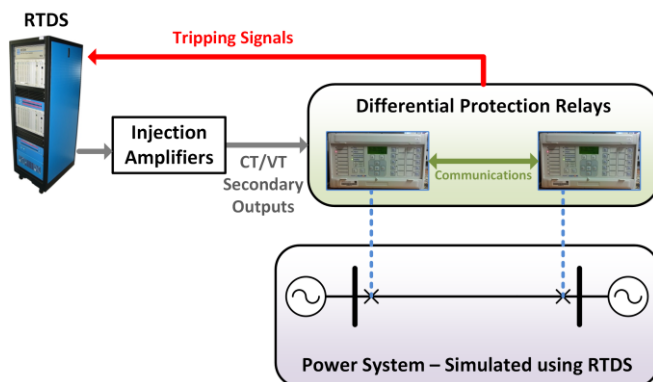 RTDS
Tripping Signals
Injection
Amplifiers
CT/VT
Secondary
Outputs
Differential Protection Relays
Communications
Power System – Simulated using RTDS